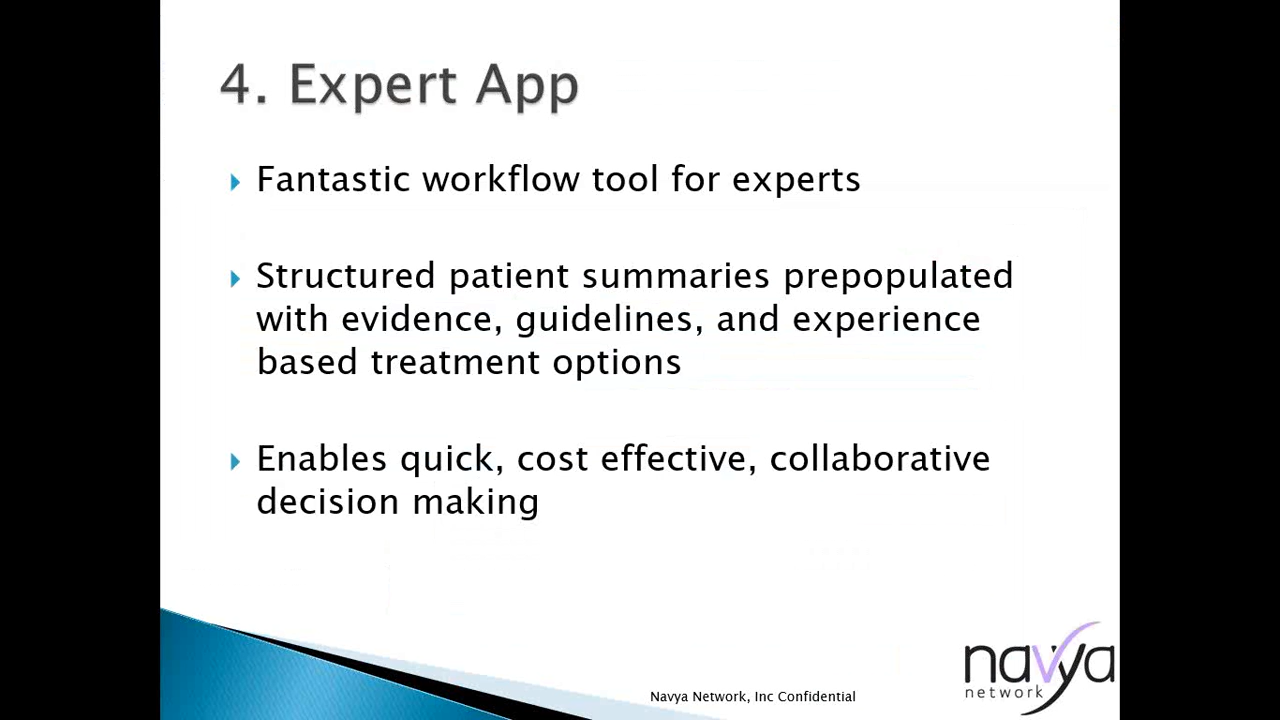 4. Expert App
Fantastic workflow tool for experts
Structured patient summaries prepopulated
with evidence, guidelines, and experience
based treatment options
Enables quick, cost effective, collaborative
decision making
Navya Network, Inc Confidential
navya
network